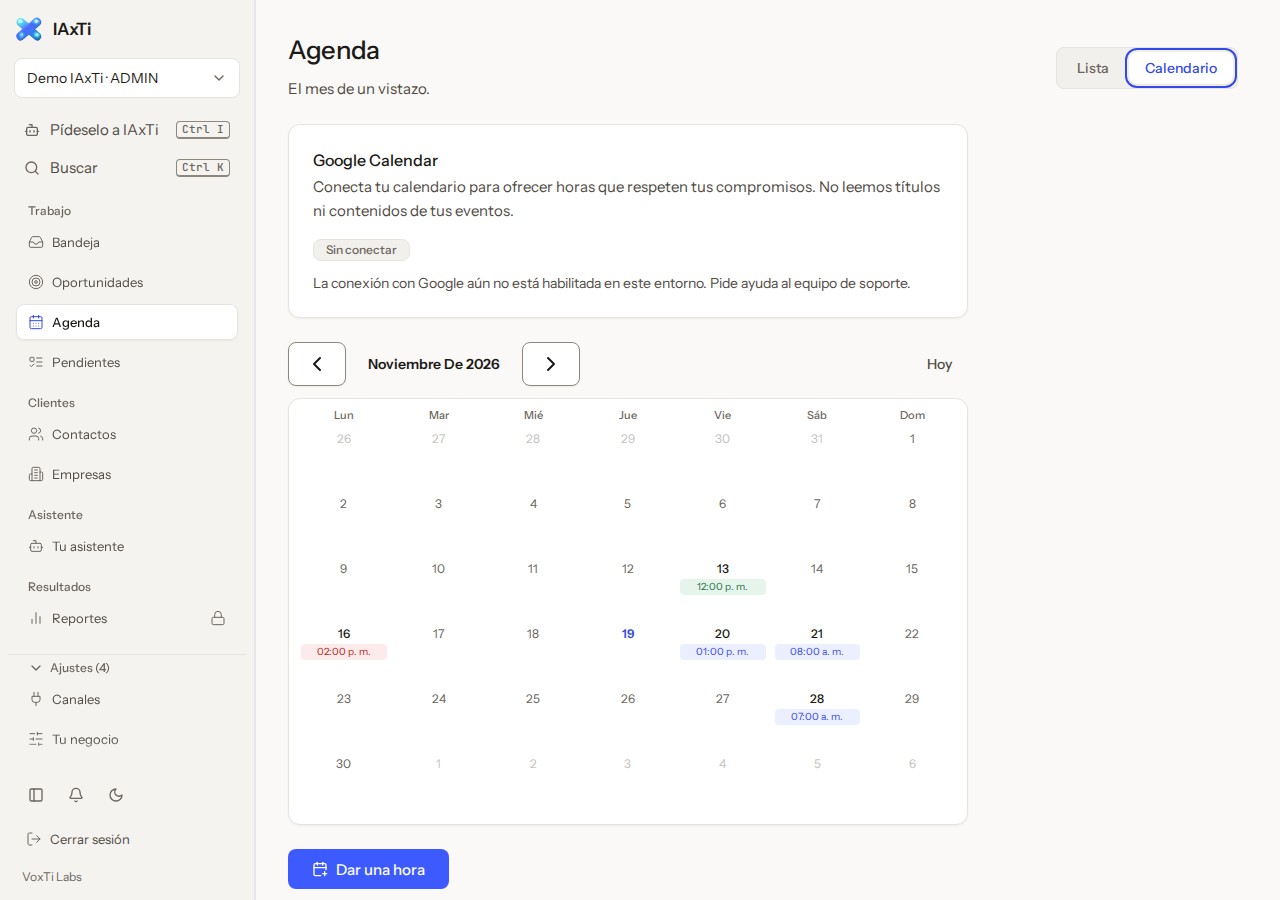 IAxTi
Demo IAxTi · ADMIN
Pídeselo a IAxTi Ctrl I
Buscar Ctrl K
Trabajo
Bandeja
Oportunidades
Agenda
Pendientes
Clientes
Contactos
Empresas
Asistente
Tu asistente
Resultados
Reportes
Ajustes (4)
Canales
Tu negocio
Cerrar sesión
VoxTi Labs
Agenda
El mes de un vistazo.
Lista Calendario
Google Calendar
Conecta tu calendario para ofrecer horas que respeten tus compromisos. No leemos títulos
ni contenidos de tus eventos.
Sin conectar
La conexión con Google aún no está habilitada en este entorno. Pide ayuda al equipo de soporte.
Noviembre De 2026 Hoy
Lun Mar Mié Jue Vie Sáb Dom
26 27 28 29 30 31 1
2 3 4 5 6 7 8
9 10 11 12 13 14 15
12:00 p. m.
16 17 18 19 20 21 22
02:00 p. m. 01:00 p. m. 08:00 a. m.
23 24 25 26 27 28 29
07:00 a. m.
30 1 2 3 4 5 6
Dar una hora